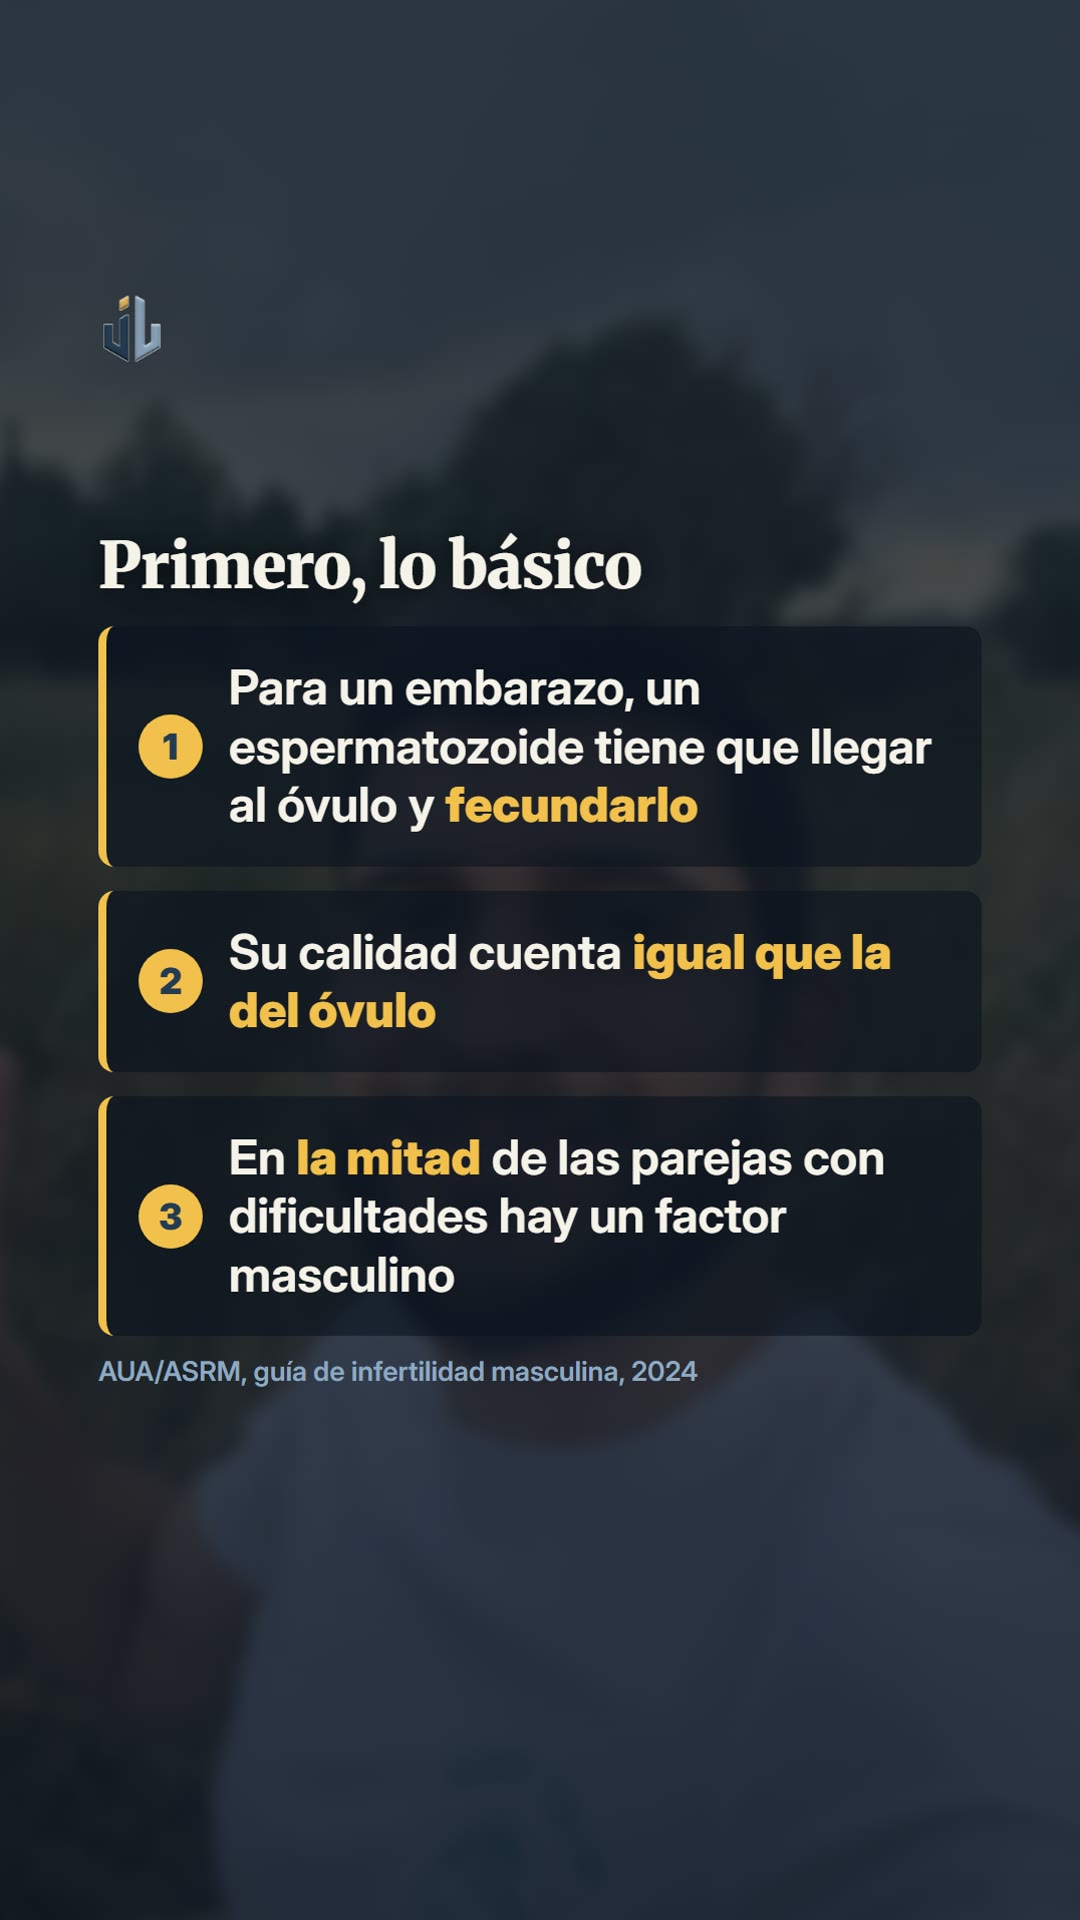 Primero, lo básico
1
Para un embarazo, un
espermatozoide tiene que llegar
al óvulo y fecundarlo
2
Su calidad cuenta igual que la
del óvulo
3
En la mitad de las parejas con
dificultades hay un factor
masculino
AUA/ASRM, guía de infertilidad masculina, 2024